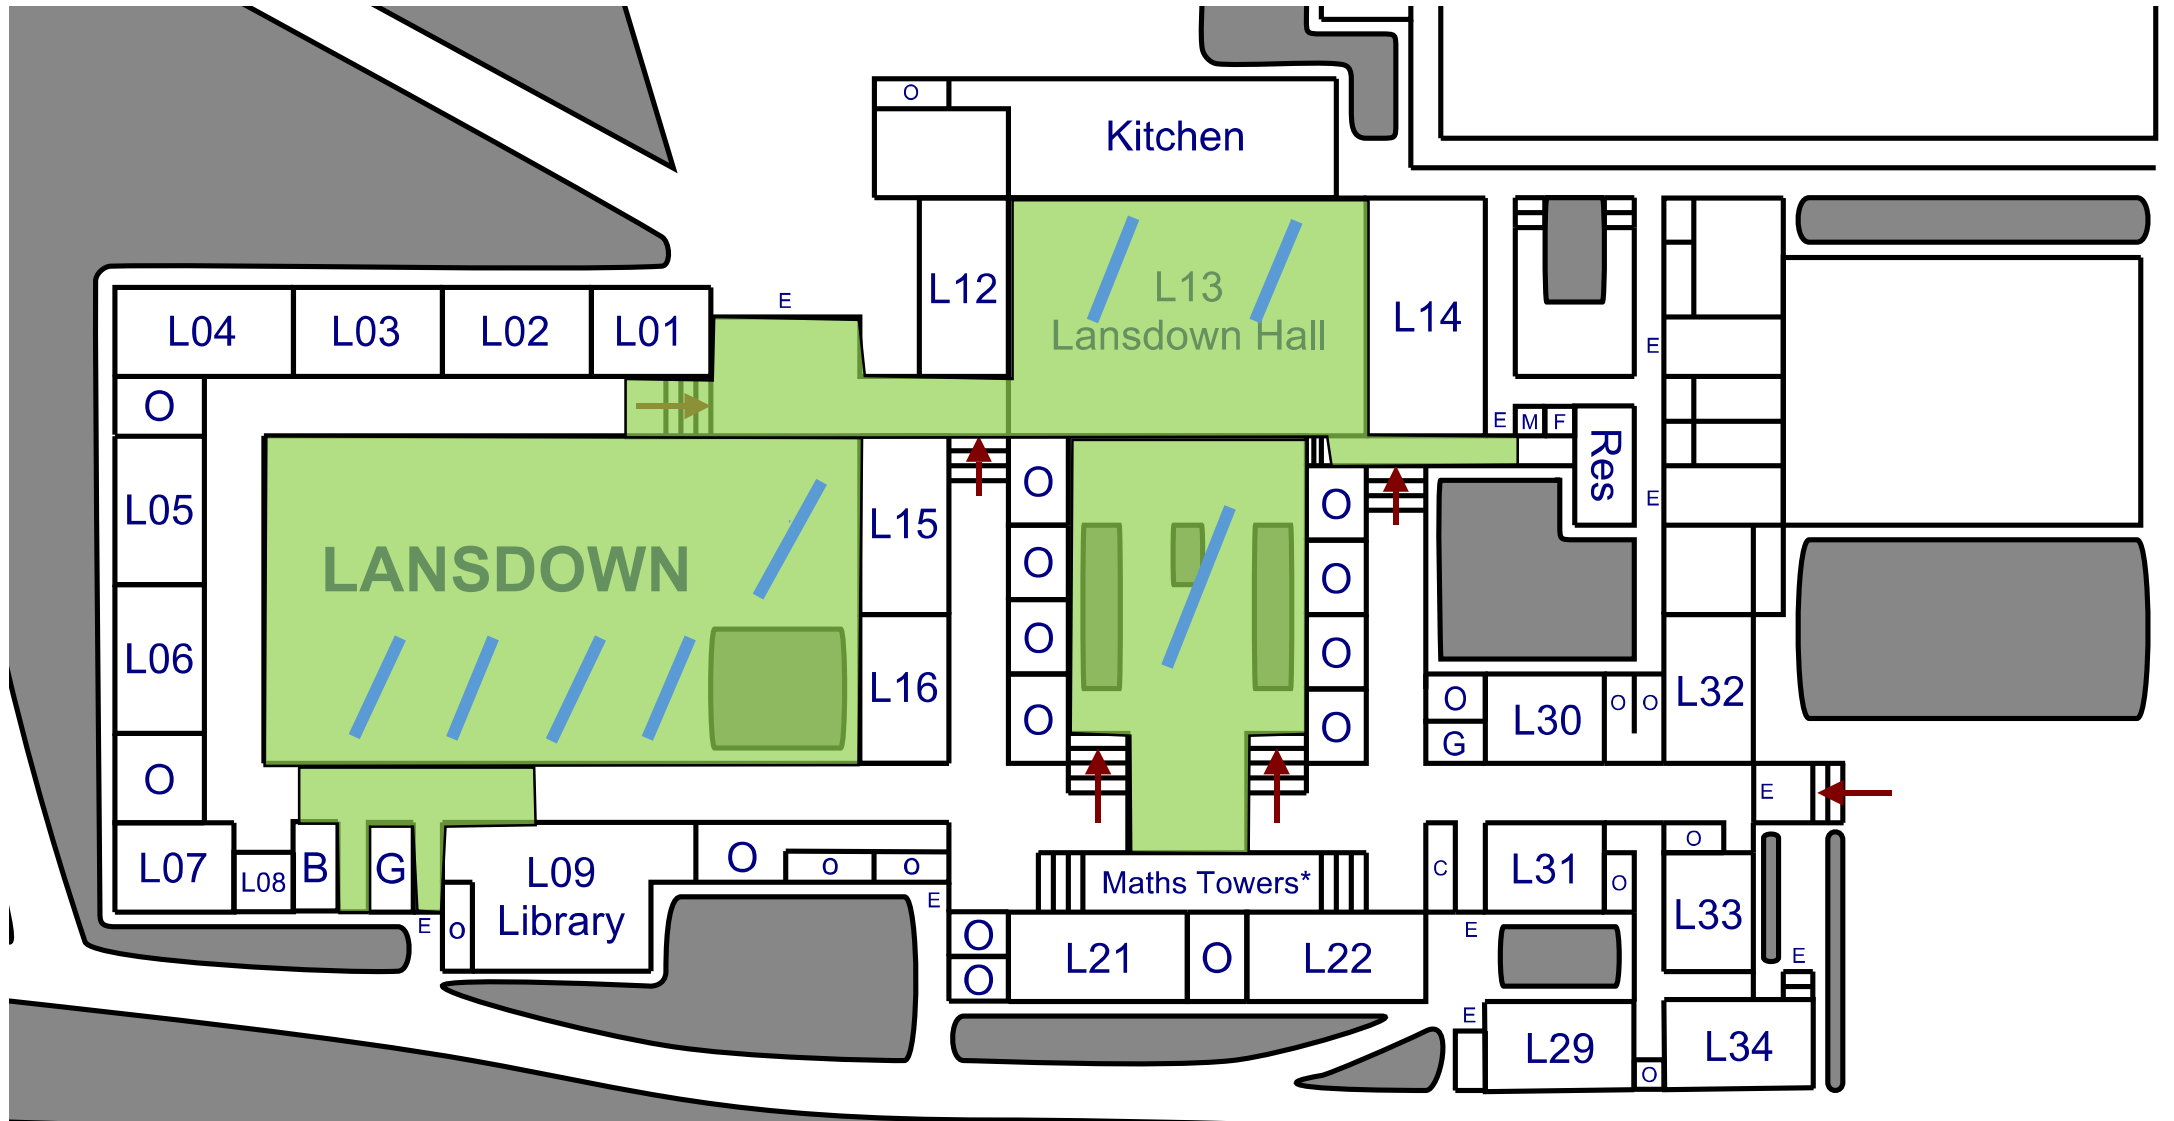 O
Kitchen
L12
L13
Lansdown Hall
L14
E
L04
L03
L02
L01
E
O
E
M
F
Res
E
L05
LANSDOWN
L15
O
O
L06
L16
O
O
O
O
O
O
L30
O
O
L32
G
O
O
O
E
L07
L08
B
G
L09
Library
O
O
O
E
Maths Towers*
C
L31
O
O
L33
E
o
O
O
L21
O
L22
E
E
E
L29
O
L34